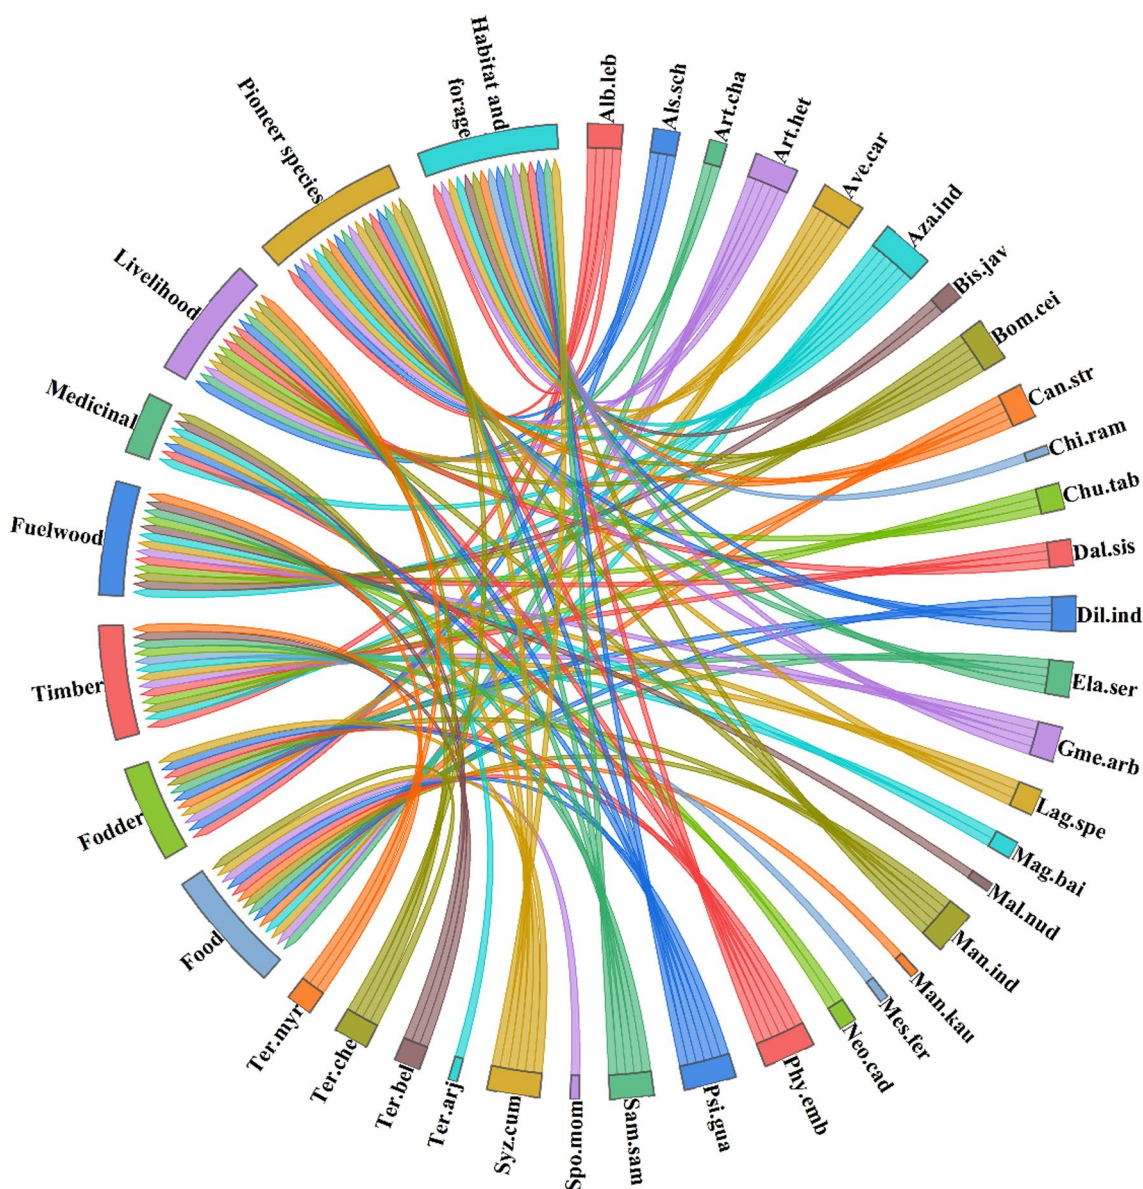 Habitat and
forage
Alb.leb
Als.sch
Art.cha
Art.het
Ave.car
Aza.ind
Bis.jav
Bom.cei
Can.str
Chi.ram
Chu.tab
Dal.sis
Dil.ind
Ela.ser
Gme.arb
Lag.spe
Mag.bai
Mal.nud
Man.ind
Man.kau
Mes.fer
Neo.cad
Phy.emb
Psi.gua
Sam.sam
Spo.mom
Syz.cum
Ter.arj
Ter.bel
Ter.che
Ter.myr
Food
Fodder
Timber
Fuelwood
Medicinal
Livelihood
Pioneer species